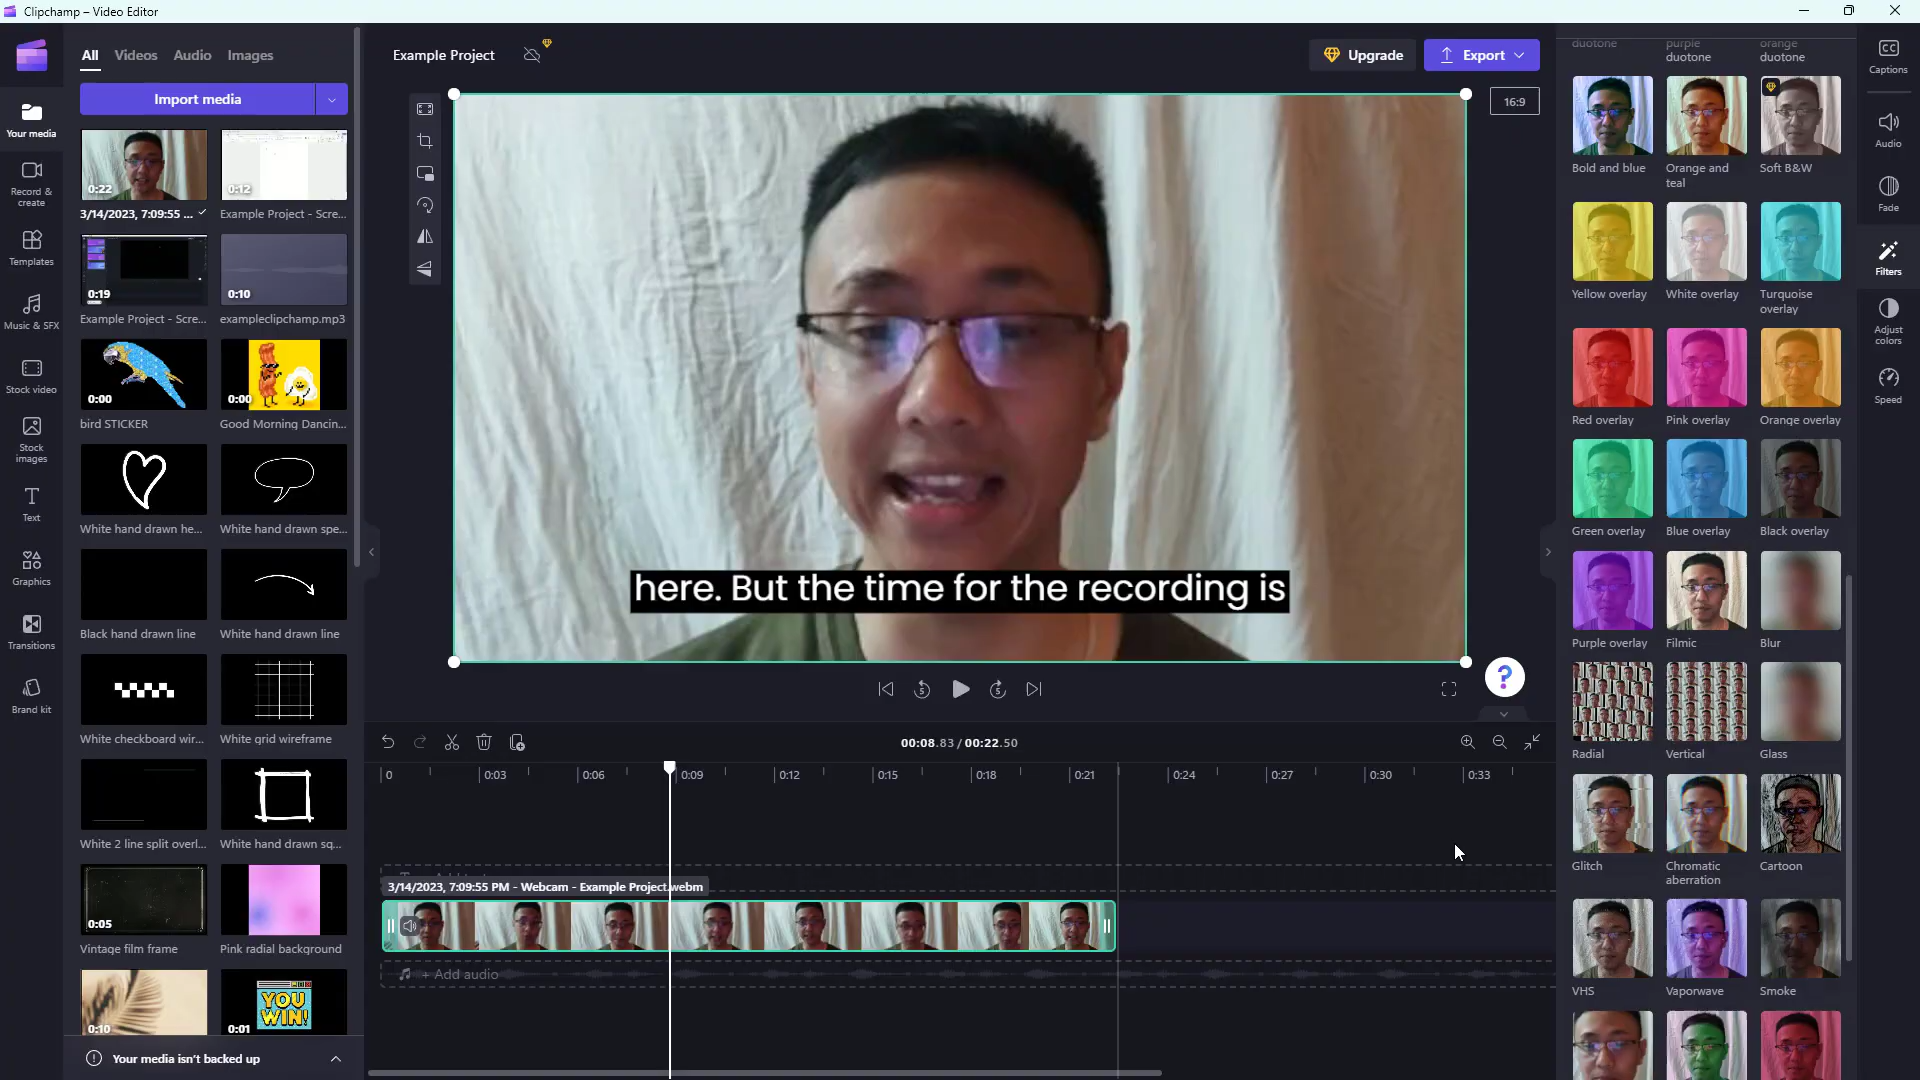 Clipchamp – Video Editor
All
Videos
Audio
Images
Import media
Your media
Record &
create
Templates
Music & SFX
Stock video
Stock
images
Text
Graphics
Transitions
Brand kit
0:22
3/14/2023, 7:09:55 ...
0:12
Example Project - Scre...
0:19
Example Project - Scre...
0:10
exampleclipchamp.mp3
0:00
bird STICKER
0:00
Good Morning Dancin...
White hand drawn he...
White hand drawn spe...
Black hand drawn line
White hand drawn line
White checkboard wir...
White grid wireframe
White 2 line split overl...
White hand drawn sq...
0:05
Vintage film frame
Pink radial background
0:10
YOU
WIN!
0:01
Your media isn't backed up
Example Project
Upgrade
Export
16:9
here. But the time for the recording is
5
5
?
00:08.83 / 00:22.50
0
0:03
0:06
0:09
0:12
0:15
0:18
0:21
0:24
0:27
0:30
0:33
3/14/2023, 7:09:55 PM - Webcam - Example Project.webm
+ Add audio
duotone
purple
duotone
orange
duotone
Bold and blue
Orange and
teal
Soft B&W
Yellow overlay
White overlay
Turquoise
overlay
Red overlay
Pink overlay
Orange overlay
Green overlay
Blue overlay
Black overlay
Purple overlay
Filmic
Blur
Radial
Vertical
Glass
Glitch
Chromatic
aberration
Cartoon
VHS
Vaporwave
Smoke
CC
Captions
Audio
Fade
Filters
Adjust
colors
Speed